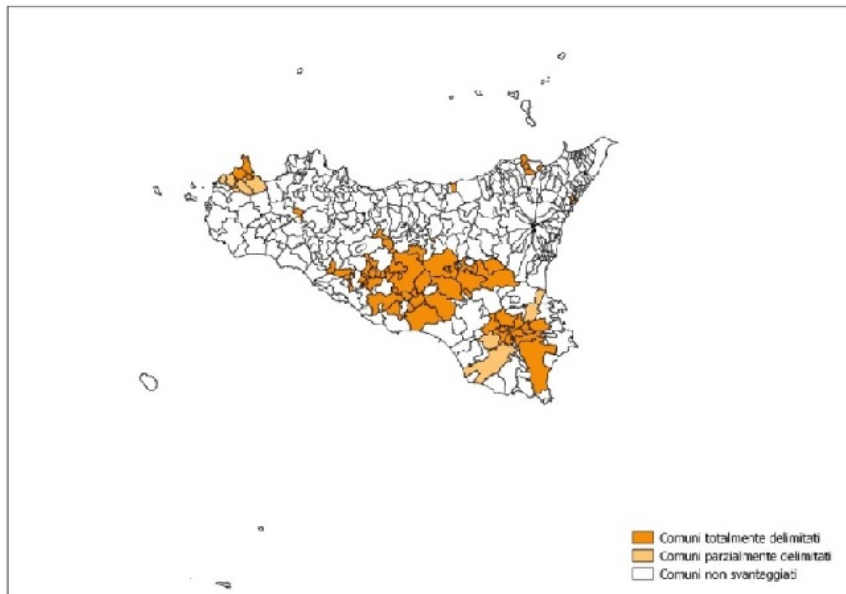 Comuni totalmente delimitati
Comuni parzialmente delimitati
Comuni non svantaggiati